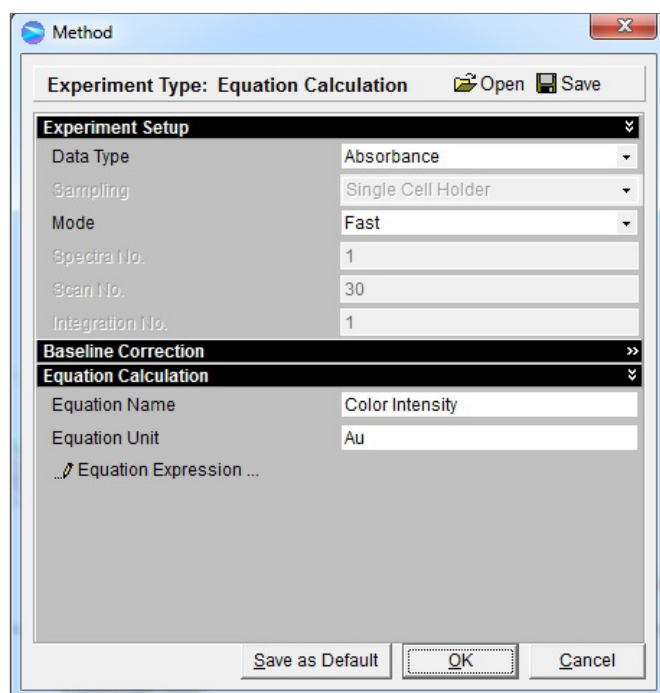 Method
x
Experiment Type: Equation Calculation Open Save
Experiment Setup
Data Type Absorbance
Sampling Single Cell Holder
Mode Fast
Spectra No. 1
Scan No. 30
Integration No. 1
Baseline Correction
Equation Calculation
Equation Name Color Intensity
Equation Unit Au
... Equation Expression ...
Save as Default OK Cancel